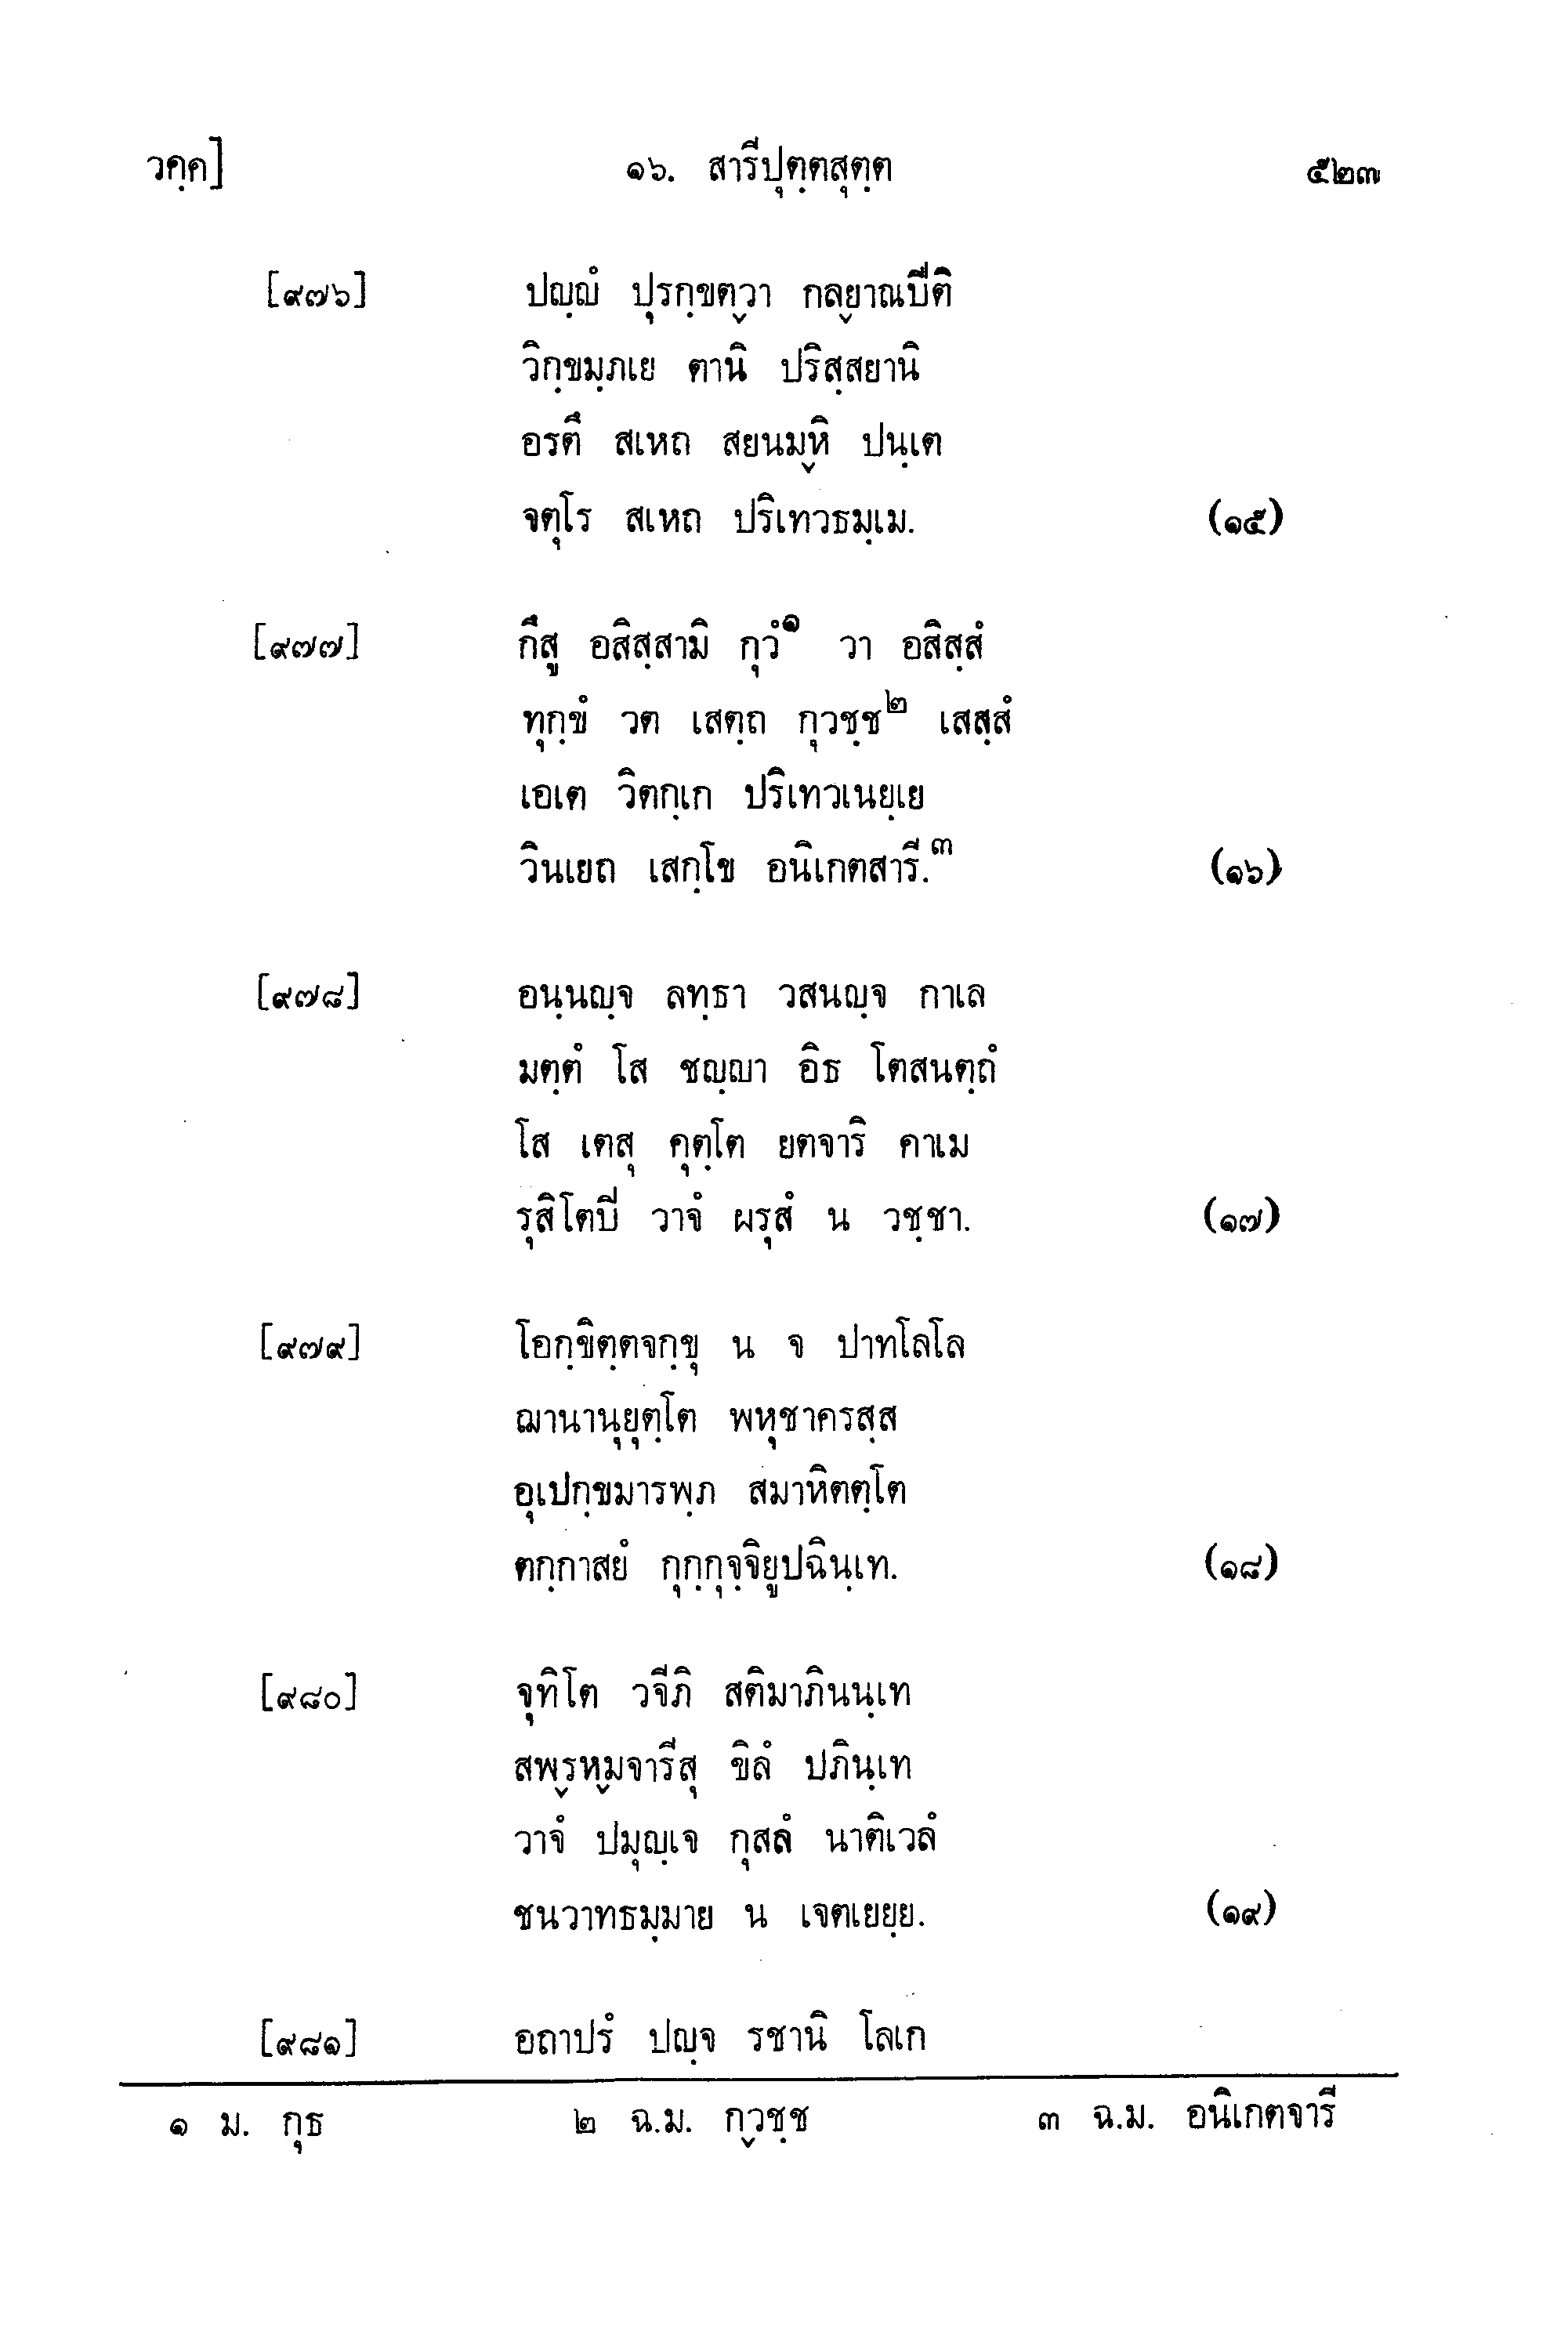 วคฺค] ๑๖. สารีปุตฺตสุตฺต ๕๒๓
[๙๗๖] ปญฺญํ ปุรกฺขตฺวา กลฺยาณปีติ
วิกฺขมฺภเย ตานิ ปริสฺสยานิ
อรตึ สเหถ สยนมฺหิ ปนฺเต
จตุโร สเหถ ปริเทวธมฺเม. (๑๕)
[๙๗๗] กึสู อสิสฺสามิ กุวํ๑ วา อสิสฺสํ
ทุกฺขํ วต เสตฺถ กุวชฺช๒ เสสฺสํ
เอเต วิตกฺเก ปริเทวเนยฺเย
วินเยถ เสกฺโข อนิเกตสารี.๓ (๑๖)
[๙๗๘] อนฺนญฺจ ลทฺธา วสนญฺจ กาเล
มตฺตํ โส ชญฺญา อิธ โตสนตฺถํ
โส เตสุ คุตฺโต ยตจาริ คาเม
รุสิโตปี วาจํ ผรุสํ น วชฺชา. (๑๗)
[๙๗๙] โอกฺขิตฺตจกฺขุ น จ ปาทโลโล
ฌานานุยุตฺโต พหุชาครสฺส
อุเปกฺขมารพฺภ สมาหิตตฺโต
ตกฺกาสยํ กุกฺกุจฺจิยูปฉินฺเท. (๑๘)
[๙๘๐] จุทิโต วจีภิ สติมาภินนฺเท
สพฺรหฺมจารีสุ ขิลํ ปภินฺเท
วาจํ ปมุญฺเจ กุสลํ นาติเวลํ
ชนวาทธมฺมาย น เจตเยยฺย. (๑๙)
[๙๘๑] อถาปรํ ปญฺจ รชานิ โลเก
๑ ม. กุธ ๒ ฉ.ม. กฺวชฺช ๓ ฉ.ม. อนิเกตจารี